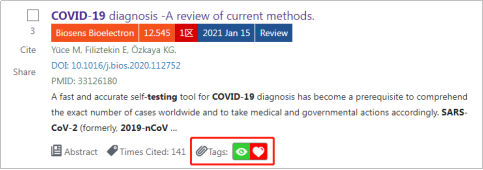 COVID-19 diagnosis -A review of current methods.
3
Biosens Bioelectron 12.545 1区 2021 Jan 15 Review
Cite
Yüce M, Filiztekin E, Özkaya KG.
DOI: 10.1016/j.bios.2020.112752
Share
PMID: 33126180
A fast and accurate self-testing tool for COVID-19 diagnosis has become a prerequisite to comprehend
the exact number of cases worldwide and to take medical and governmental actions accordingly. SARS-
CoV-2 (formerly, 2019-nCoV ...
Abstract Times Cited: 141 Tags: